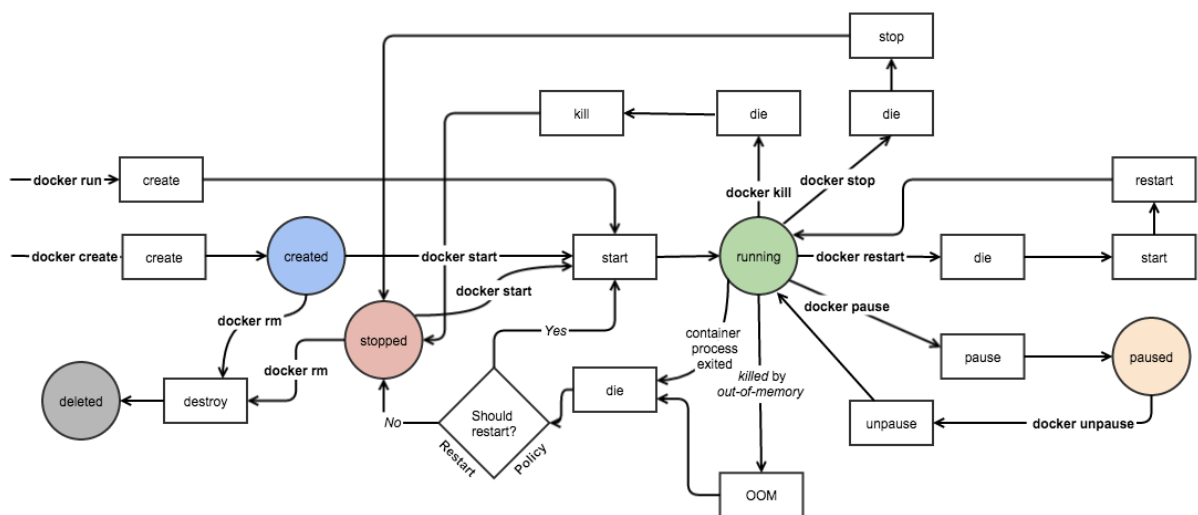 stop
kill
die
die
docker run
create
docker kill
docker stop
restart
docker create
create
created
docker start
start
running
docker restart
die
start
docker start
docker pause
docker rm
stopped
Yes
container
process
exited
pause
paused
docker rm
killed by
out-of-memory
deleted
destroy
No
Should
restart?
Restart
Policy
die
unpause
docker unpause
OOM